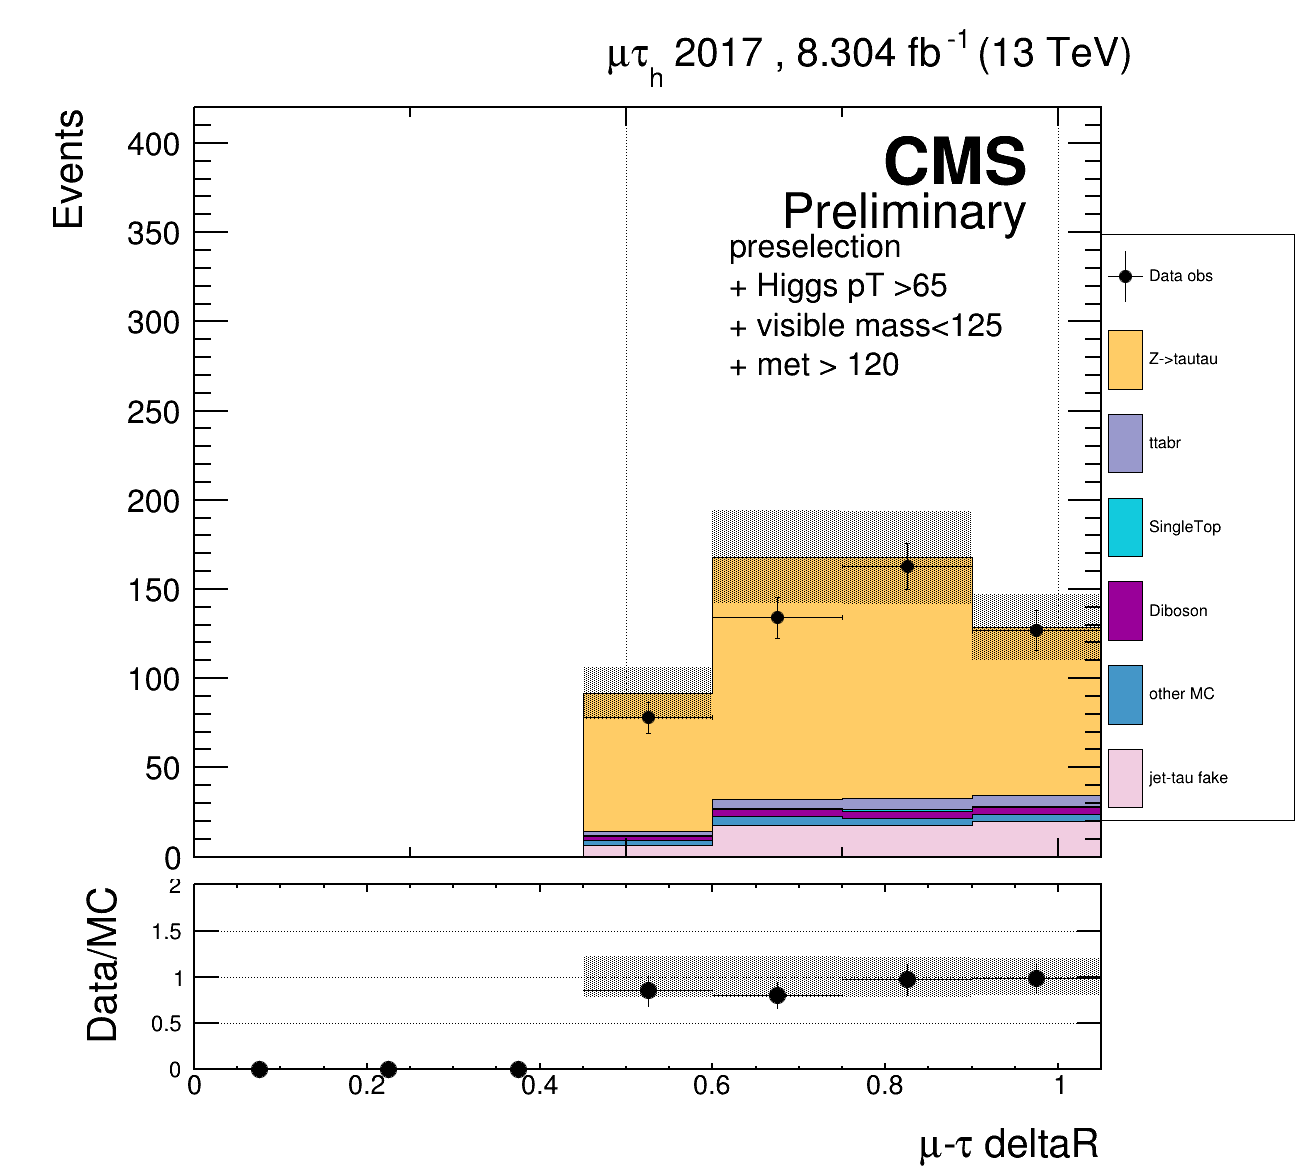 μτh 2017 , 8.304 fb-1 (13 TeV)
Events
400
350
300
250
200
150
100
50
0
CMS
Preliminary
preselection
+ Higgs pT >65
+ visible mass<125
+ met > 120
Data obs
Z->tautau
ttabr
SingleTop
Diboson
other MC
jet-tau fake
Data/MC
2
1.5
1
0.5
0
0 0.2 0.4 0.6 0.8 1
μ-τ deltaR